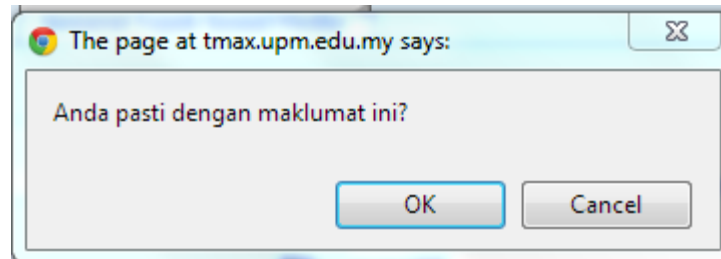 The page at tmax.upm.edu.my says:
Anda pasti dengan maklumat ini?
OK
Cancel